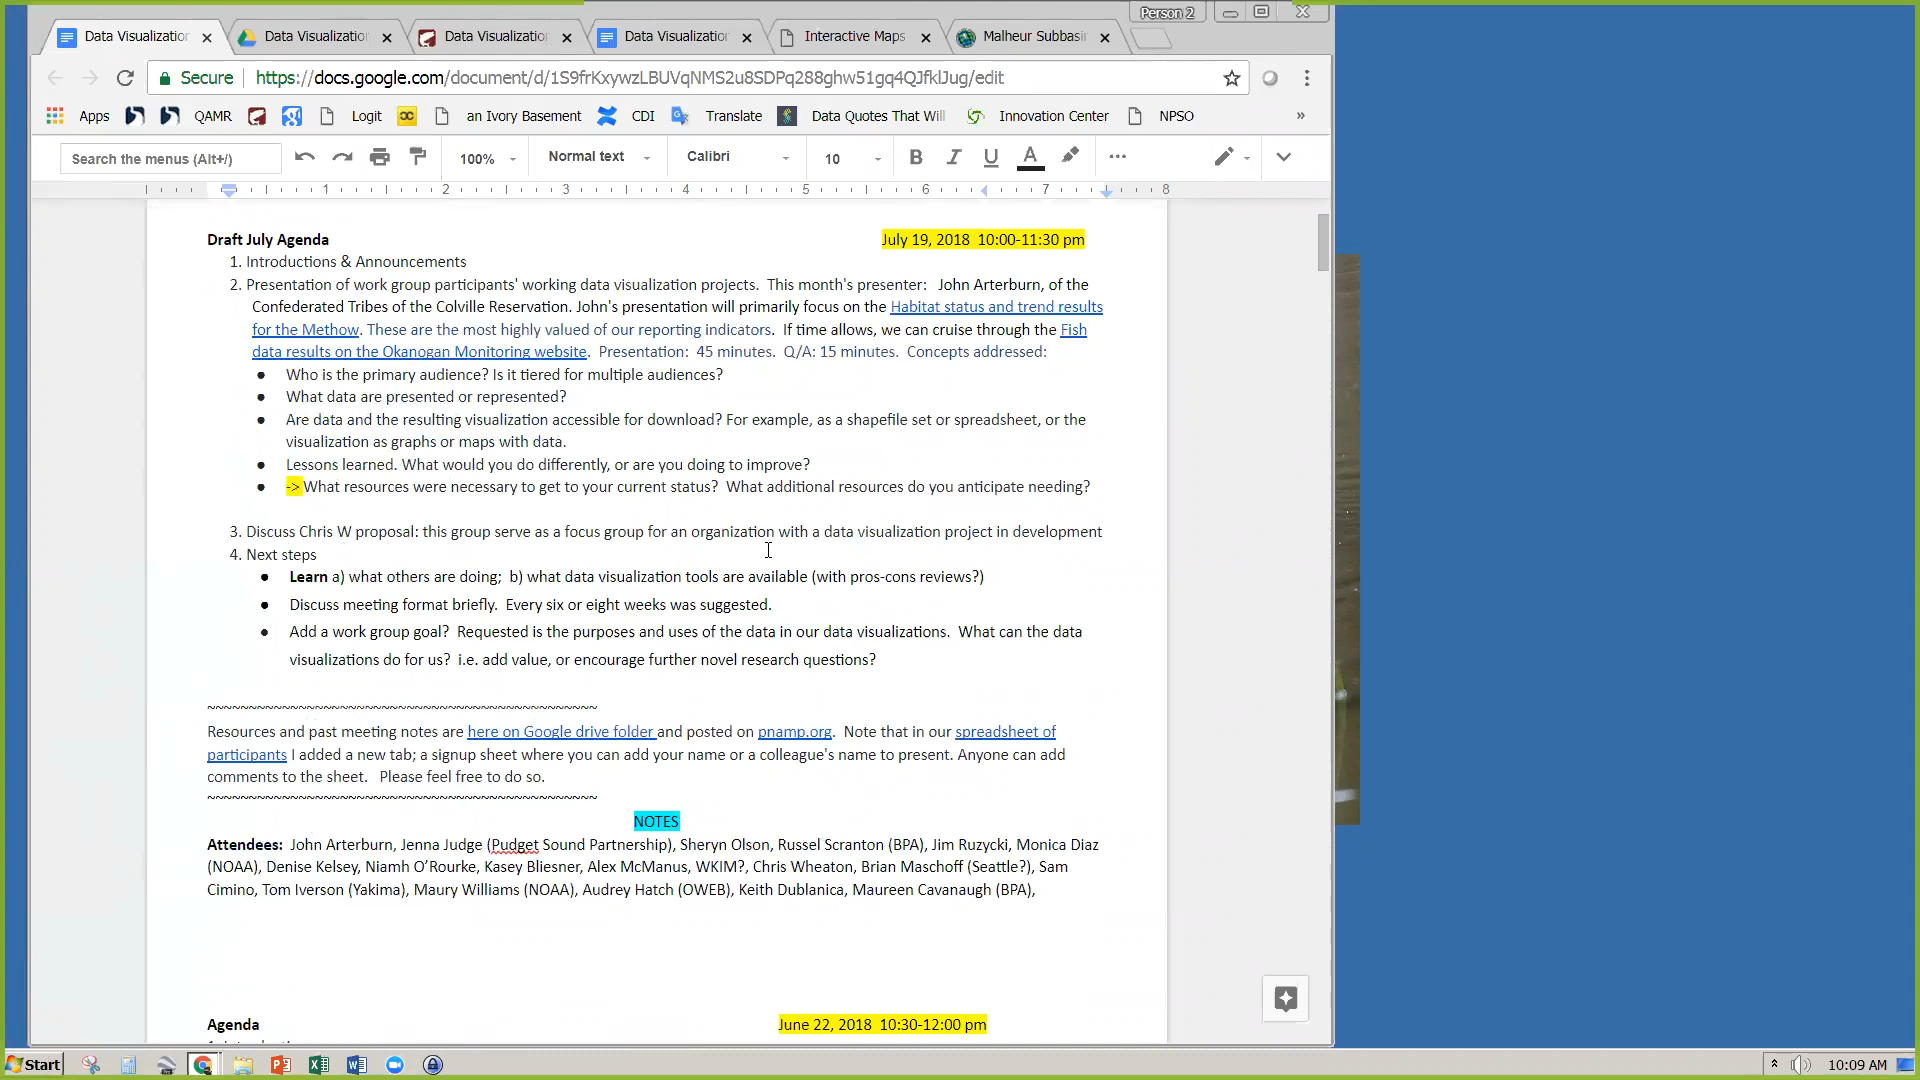 Person 2
Data Visualization
Data Visualization
Data Visualization
Data Visualization
Interactive Maps
Malheur Subbasi
Secure
https://docs.google.com/document/d/1S9frKxywzLBUVqNMS2u8SDPq288ghw51gq4QJfklJug/edit
Apps
QAMR
Logit
an Ivory Basement
CDI
Translate
Data Quotes That Will
Innovation Center
NPSO
»
Search the menus (Alt+/)
100%
Normal text
Calibri
10
B I U A
1 2 3 4 5 6 7 8
Draft July Agenda July 19, 2018 10:00-11:30 pm
1. Introductions & Announcements
2. Presentation of work group participants' working data visualization projects. This month's presenter: John Arterburn, of the
Confederated Tribes of the Colville Reservation. John's presentation will primarily focus on the Habitat status and trend results
for the Methow. These are the most highly valued of our reporting indicators. If time allows, we can cruise through the Fish
data results on the Okanogan Monitoring website. Presentation: 45 minutes. Q/A: 15 minutes. Concepts addressed:
● Who is the primary audience? Is it tiered for multiple audiences?
● What data are presented or represented?
● Are data and the resulting visualization accessible for download? For example, as a shapefile set or spreadsheet, or the
visualization as graphs or maps with data.
● Lessons learned. What would you do differently, or are you doing to improve?
● -> What resources were necessary to get to your current status? What additional resources do you anticipate needing?
3. Discuss Chris W proposal: this group serve as a focus group for an organization with a data visualization project in development
4. Next steps
● Learn a) what others are doing; b) what data visualization tools are available (with pros-cons reviews?)
● Discuss meeting format briefly. Every six or eight weeks was suggested.
● Add a work group goal? Requested is the purposes and uses of the data in our data visualizations. What can the data
visualizations do for us? i.e. add value, or encourage further novel research questions?
~~~~~~~~~~~~~~~~~~~~~~~~~~~~~~~~~~~~~~~~~~~~~~~
Resources and past meeting notes are here on Google drive folder and posted on pnamp.org. Note that in our spreadsheet of
participants I added a new tab; a signup sheet where you can add your name or a colleague's name to present. Anyone can add
comments to the sheet. Please feel free to do so.
~~~~~~~~~~~~~~~~~~~~~~~~~~~~~~~~~~~~~~~~~~~~~~~
NOTES
Attendees: John Arterburn, Jenna Judge (Pudget Sound Partnership), Sheryn Olson, Russel Scranton (BPA), Jim Ruzycki, Monica Diaz
(NOAA), Denise Kelsey, Niamh O’Rourke, Kasey Bliesner, Alex McManus, WKIM?, Chris Wheaton, Brian Maschoff (Seattle?), Sam
Cimino, Tom Iverson (Yakima), Maury Williams (NOAA), Audrey Hatch (OWEB), Keith Dublanica, Maureen Cavanaugh (BPA),
Agenda June 22, 2018 10:30-12:00 pm
Start
10:09 AM